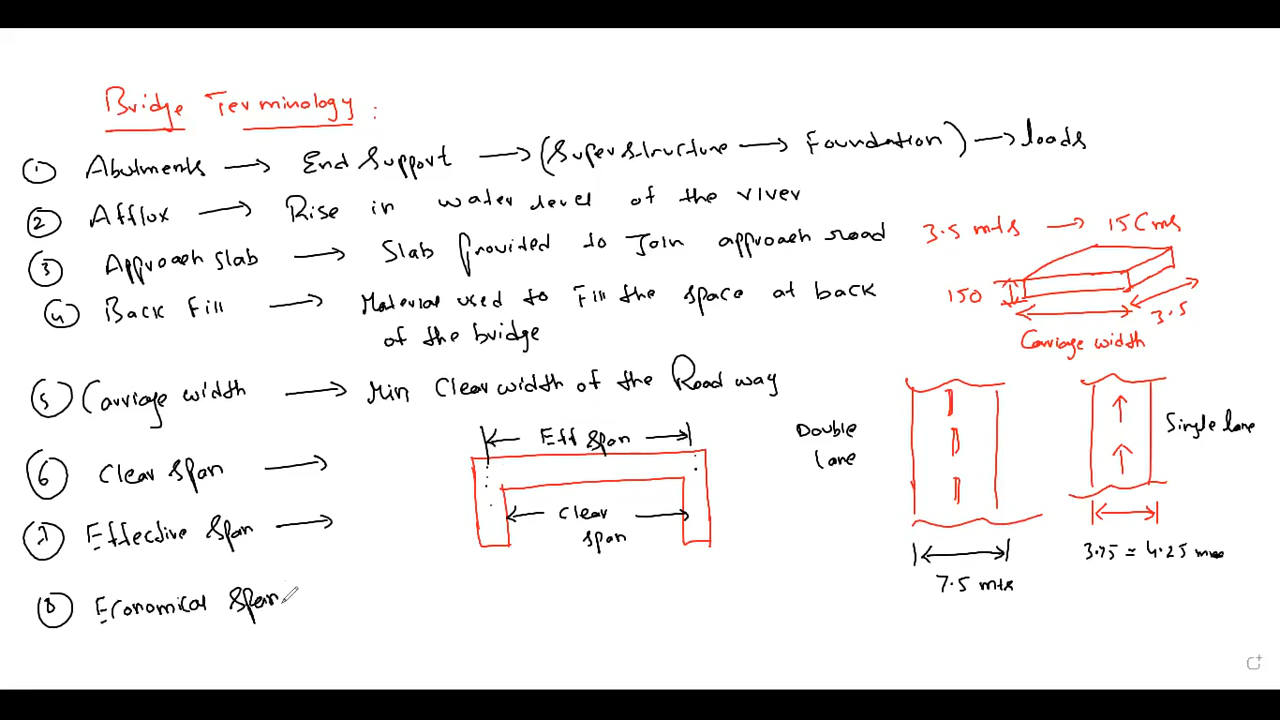 Bridge Terminology :
① Abutments → End Support → (Superstructure → Foundation) → loads
② Afflux → Rise in water level of the river
③ Approach slab → Slab provided to Join approach road
④ Back Fill → Material used to Fill the space at back
of the bridge
⑤ Carriage width → Min Clear width of the Road way
⑥ Clear Span →
⑦ Effective Span →
⑧ Economical Span
Eff Span
Clear
span
3.5 mts → 15 Cms
150
3.5
Carriage width
Double
lane
7.5 mts
Single lane
3.75 = 4.25 m